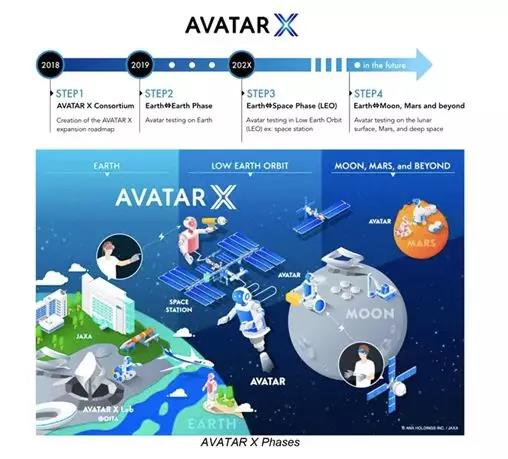 AVATAR X
2018
2019
202X
in the future
STEP1
AVATAR X Consortium
Creation of the AVATAR X
expansion roadmap
STEP2
Earth⇔Earth Phase
Avatar testing on Earth
STEP3
Earth⇔Space Phase (LEO)
Avatar testing in Low Earth Orbit
(LEO) ex: space station
STEP4
Earth⇔Moon, Mars and beyond
Avatar testing on the lunar
surface, Mars, and deep space
EARTH
LOW EARTH ORBIT
MOON, MARS, and BEYOND
AVATAR X
AVATAR
MARS
SPACE
STATION
AVATAR
MOON
JAXA
AVATAR
AVATAR X Lab
@OITA
EARTH
© ANA HOLDINGS INC. / JAXA
AVATAR X Phases